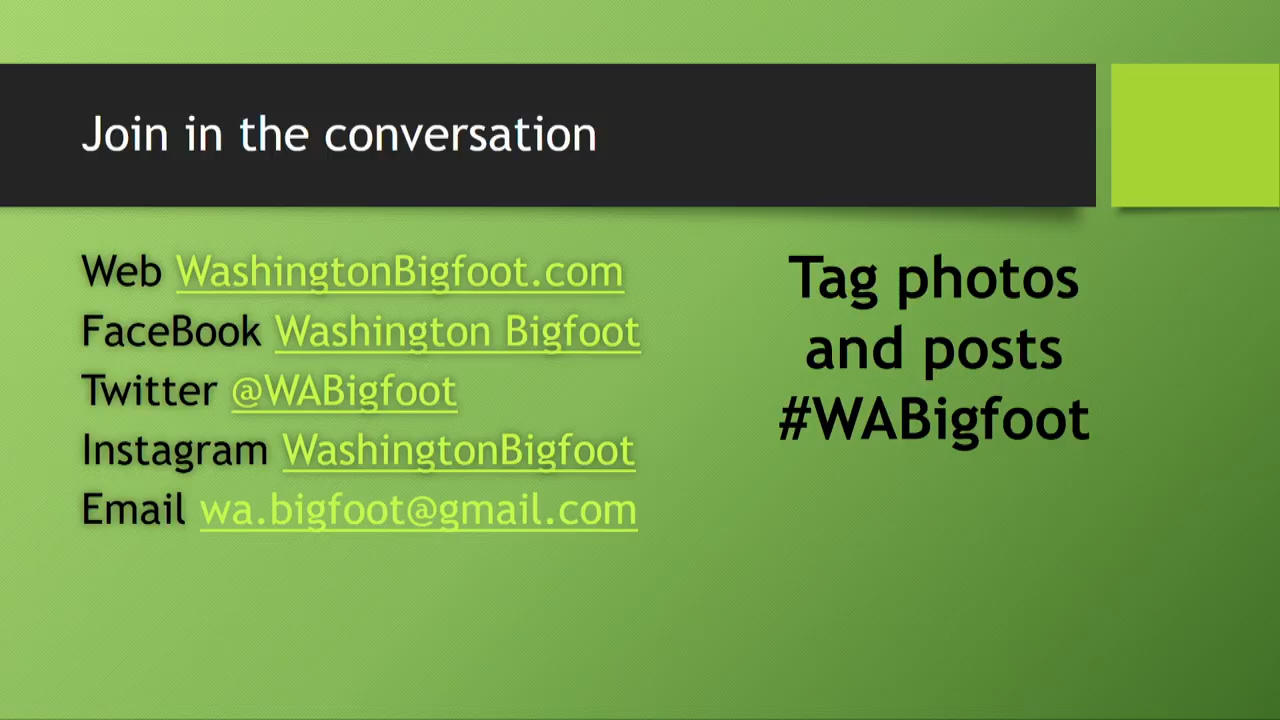 Join in the conversation
Web WashingtonBigfoot.com
FaceBook Washington Bigfoot
Twitter @WABigfoot
Instagram WashingtonBigfoot
Email wa.bigfoot@gmail.com
Tag photos
and posts
#WABigfoot